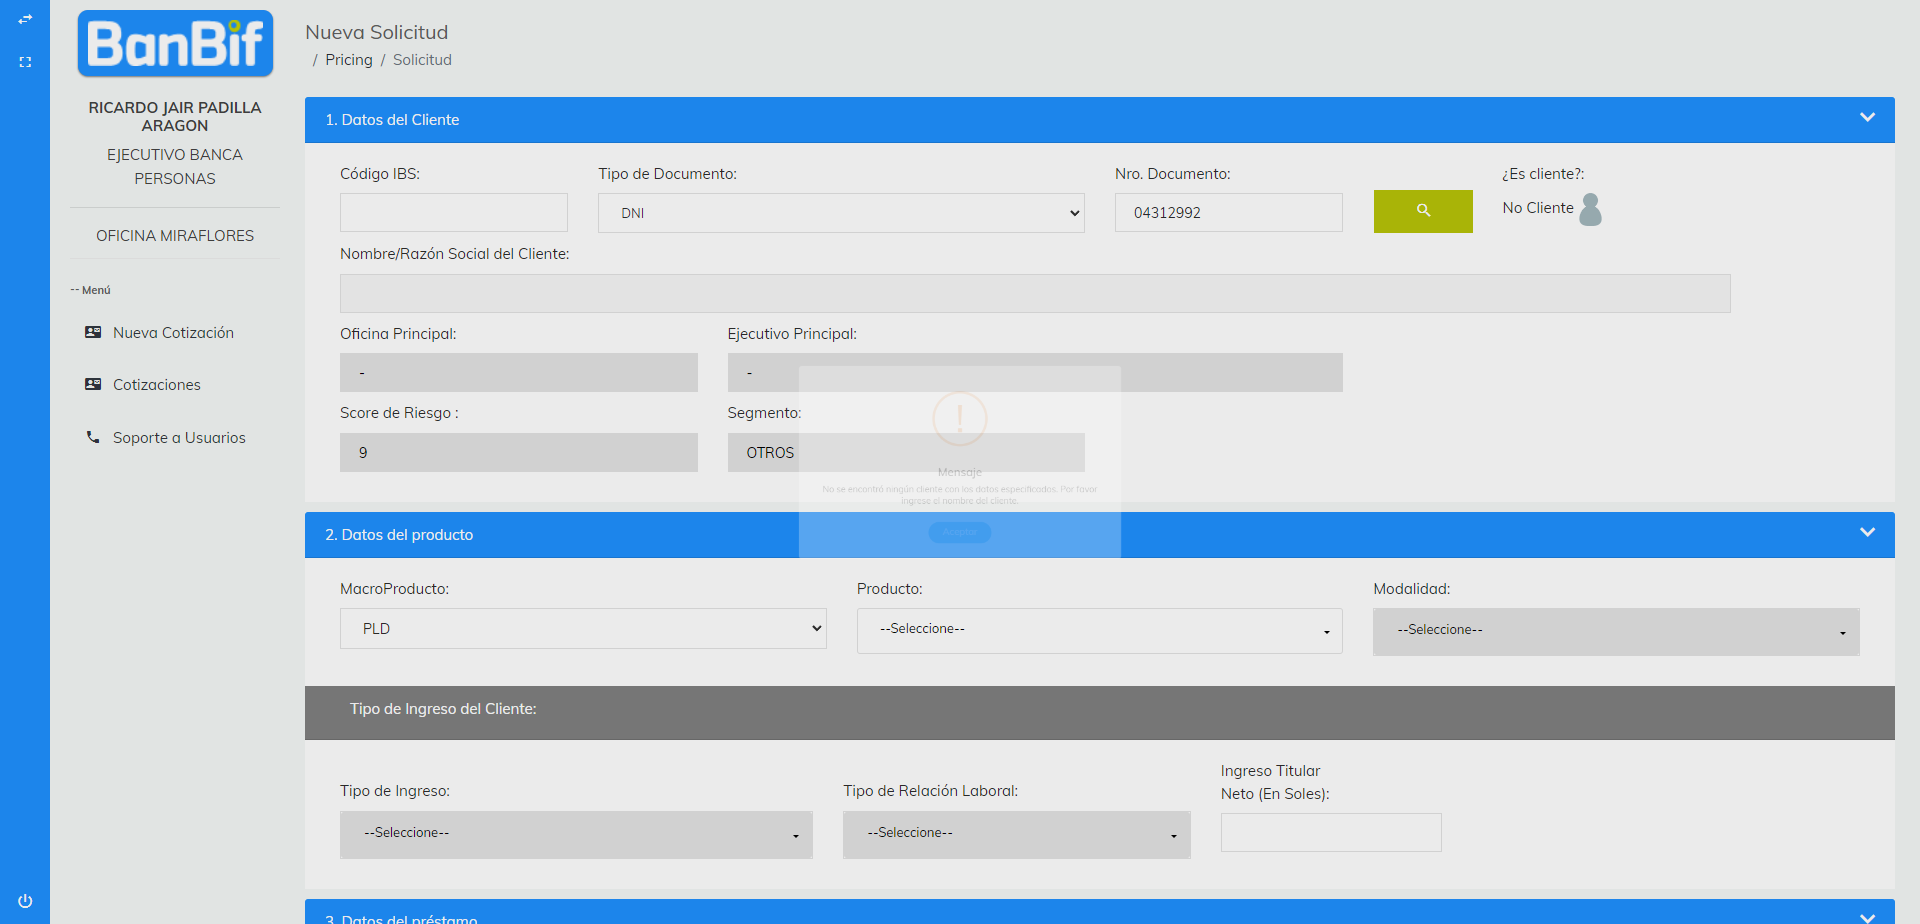 BanBif
RICARDO JAIR PADILLA
ARAGON
EJECUTIVO BANCA
PERSONAS
OFICINA MIRAFLORES
-- Menú
Nueva Cotización
Cotizaciones
Soporte a Usuarios
Nueva Solicitud
/ Pricing / Solicitud
1. Datos del Cliente
Código IBS:
Tipo de Documento:
Nro. Documento:
¿Es cliente?:
DNI
04312992
No Cliente
Nombre/Razón Social del Cliente:
Oficina Principal:
Ejecutivo Principal:
-
-
Score de Riesgo :
Segmento:
9
OTROS
Mensaje
No se encontró ningún cliente con los datos especificados. Por favor
ingrese el nombre del cliente.
Aceptar
2. Datos del producto
MacroProducto:
Producto:
Modalidad:
PLD
--Seleccione--
--Seleccione--
Tipo de Ingreso del Cliente:
Tipo de Ingreso:
Tipo de Relación Laboral:
Ingreso Titular
Neto (En Soles):
--Seleccione--
--Seleccione--
3. Datos del préstamo